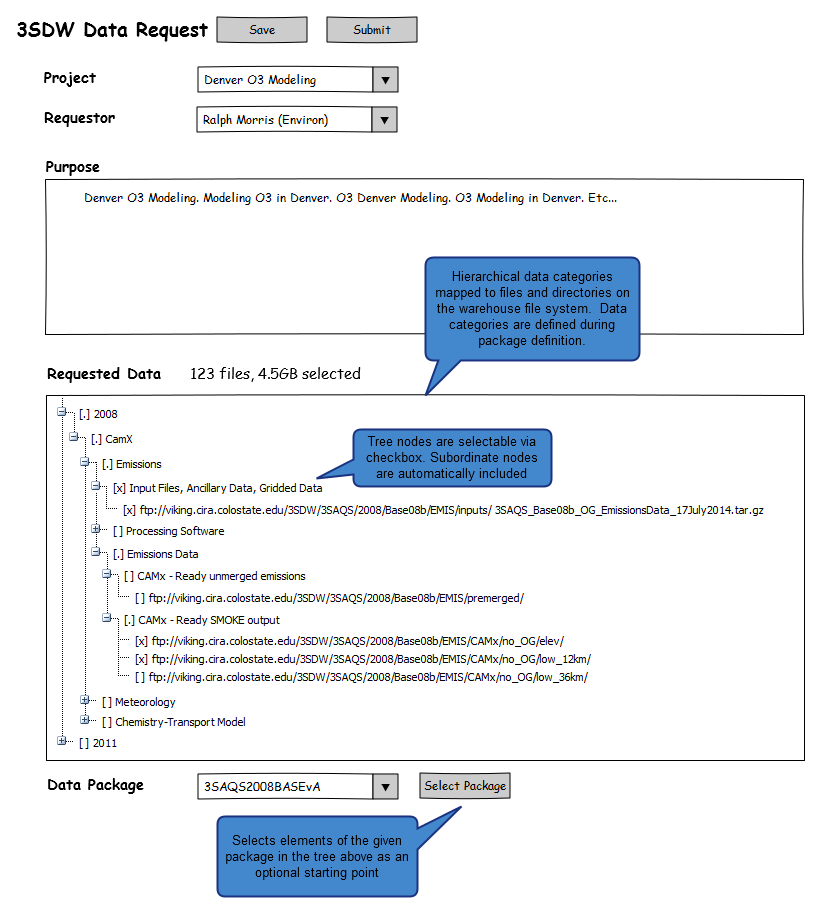 3SDW Data Request Save Submit
Project Denver O3 Modeling
Requestor Ralph Morris (Environ)
Purpose
Denver O3 Modeling. Modeling O3 in Denver. O3 Denver Modeling. O3 Modeling in Denver. Etc...
Hierarchical data categories
mapped to files and directories on
the warehouse file system. Data
categories are defined during
package definition.
Requested Data 123 files, 4.5GB selected
[.] 2008
[.] CamX
[.] Emissions
Tree nodes are selectable via
checkbox. Subordinate nodes
are automatically included
[x] Input Files, Ancillary Data, Gridded Data
[x] ftp://viking.cira.colostate.edu/3SDW/3SAQS/2008/Base08b/EMIS/inputs/ 3SAQS_Base08b_OG_EmissionsData_17July2014.tar.gz
[ ] Processing Software
[.] Emissions Data
[ ] CAMx - Ready unmerged emissions
[ ] ftp://viking.cira.colostate.edu/3SDW/3SAQS/2008/Base08b/EMIS/premerged/
[.] CAMx - Ready SMOKE output
[x] ftp://viking.cira.colostate.edu/3SDW/3SAQS/2008/Base08b/EMIS/CAMx/no_OG/elev/
[x] ftp://viking.cira.colostate.edu/3SDW/3SAQS/2008/Base08b/EMIS/CAMx/no_OG/low_12km/
[ ] ftp://viking.cira.colostate.edu/3SDW/3SAQS/2008/Base08b/EMIS/CAMx/no_OG/low_36km/
[ ] Meteorology
[ ] Chemistry-Transport Model
[ ] 2011
Data Package 3SAQS2008BASEvA Select Package
Selects elements of the given
package in the tree above as an
optional starting point